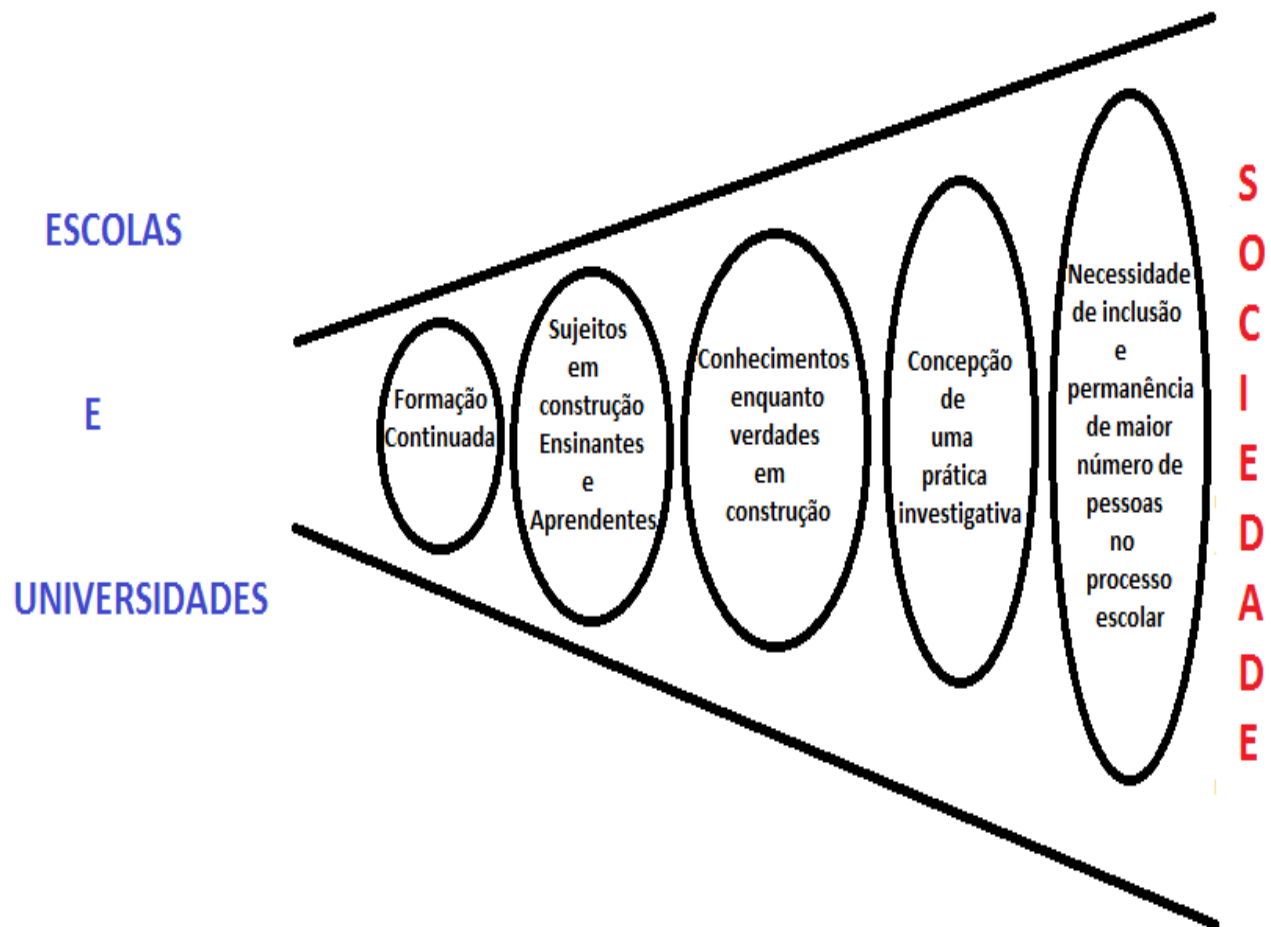 ESCOLAS
E
UNIVERSIDADES
Formação
Continuada
Sujeitos
em
construção
Ensinantes
e
Aprendentes
Conhecimentos
enquanto
verdades
em
construção
Concepção
de
uma
prática
investigativa
Necessidade
de inclusão
e
permanência
de maior
número de
pessoas
no
processo
escolar
S
O
C
I
E
D
A
D
E